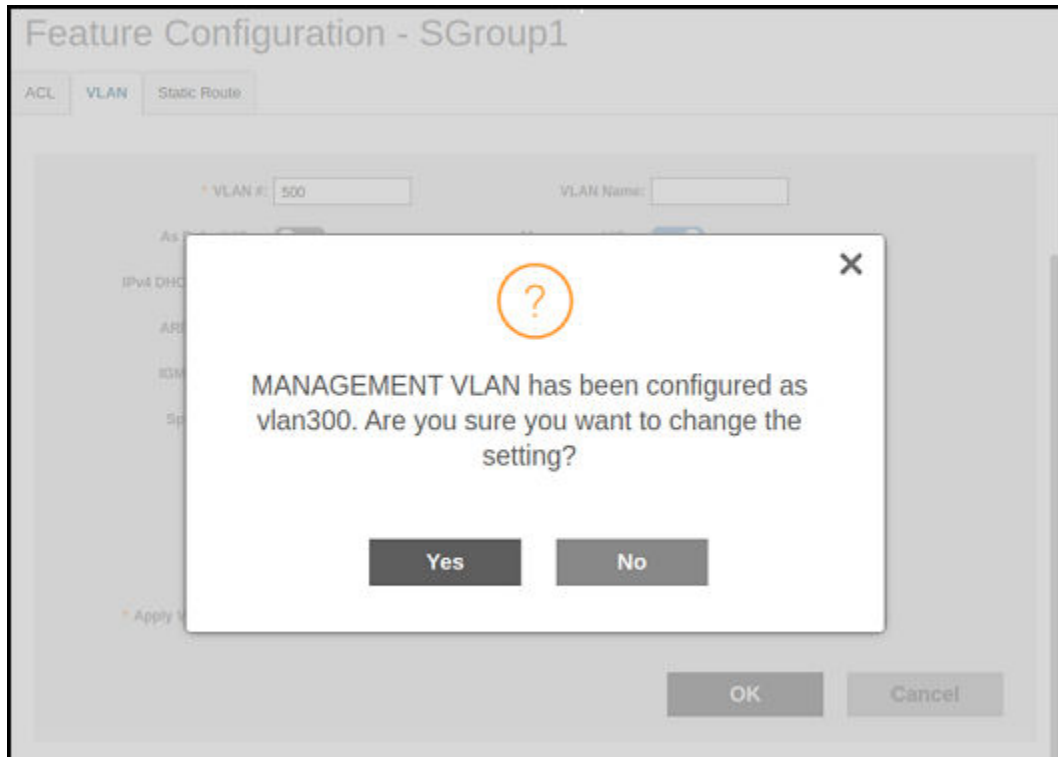 Feature Configuration - SGroup1
ACL VLAN Static Route
* VLAN #: 500 VLAN Name:
IPv4 DHC
* Apply V
?
MANAGEMENT VLAN has been configured as
vlan300. Are you sure you want to change the
setting?
Yes No
OK Cancel